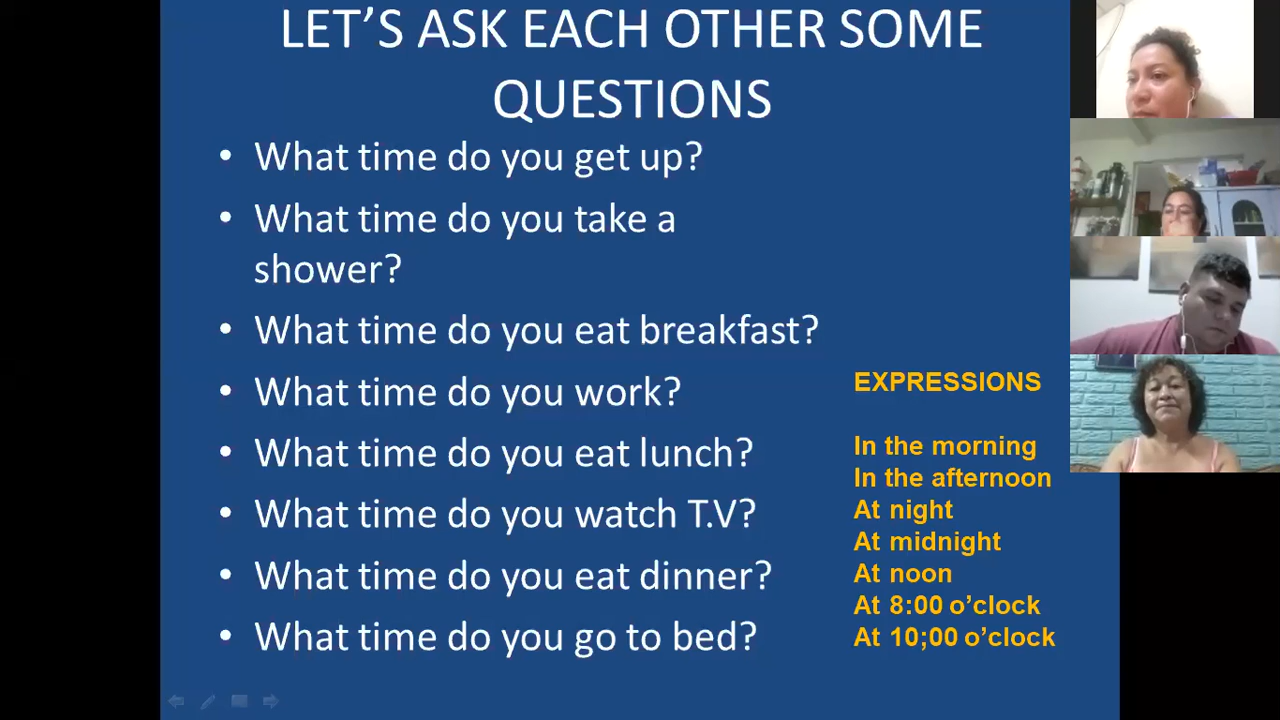 LET’S ASK EACH OTHER SOME
QUESTIONS
• What time do you get up?
• What time do you take a
shower?
• What time do you eat breakfast?
• What time do you work?
• What time do you eat lunch?
• What time do you watch T.V?
• What time do you eat dinner?
• What time do you go to bed?
EXPRESSIONS
In the morning
In the afternoon
At night
At midnight
At noon
At 8:00 o’clock
At 10;00 o’clock